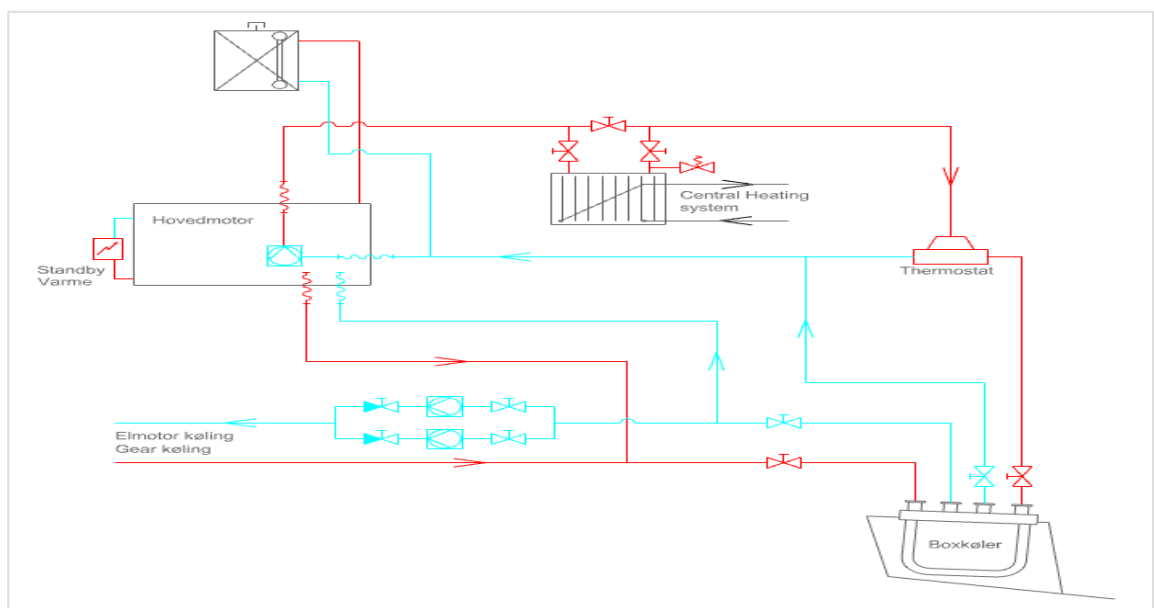 Hovedmotor
Central Heating
system
Standby
Varme
Thermostat
Elmotor køling
Gear køling
Boxkøler